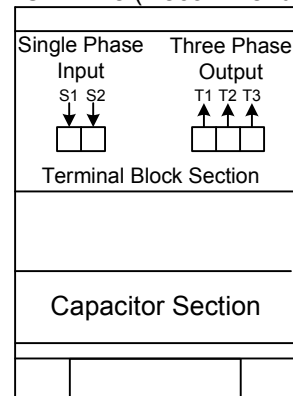 Single Phase Three Phase
Input Output
S1 S2 T1 T2 T3
Terminal Block Section
Capacitor Section